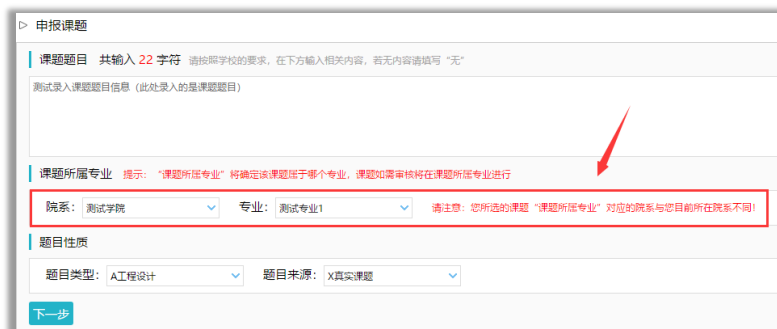 申报课题
课题题目 共输入 22 字符 请按照学校的要求，在下方输入相关内容，若无内容请填写“无”
测试录入课题题目信息（此处录入的是课题题目）
课题所属专业 提示：“课题所属专业”将确定该课题属于哪个专业，课题如需审核将在课题所属专业进行
院系： 测试学院 专业： 测试专业1 请注意：您所选的课题“课题所属专业”对应的院系与您目前所在院系不同！
题目性质
题目类型： A工程设计 题目来源： X真实课题
下一步